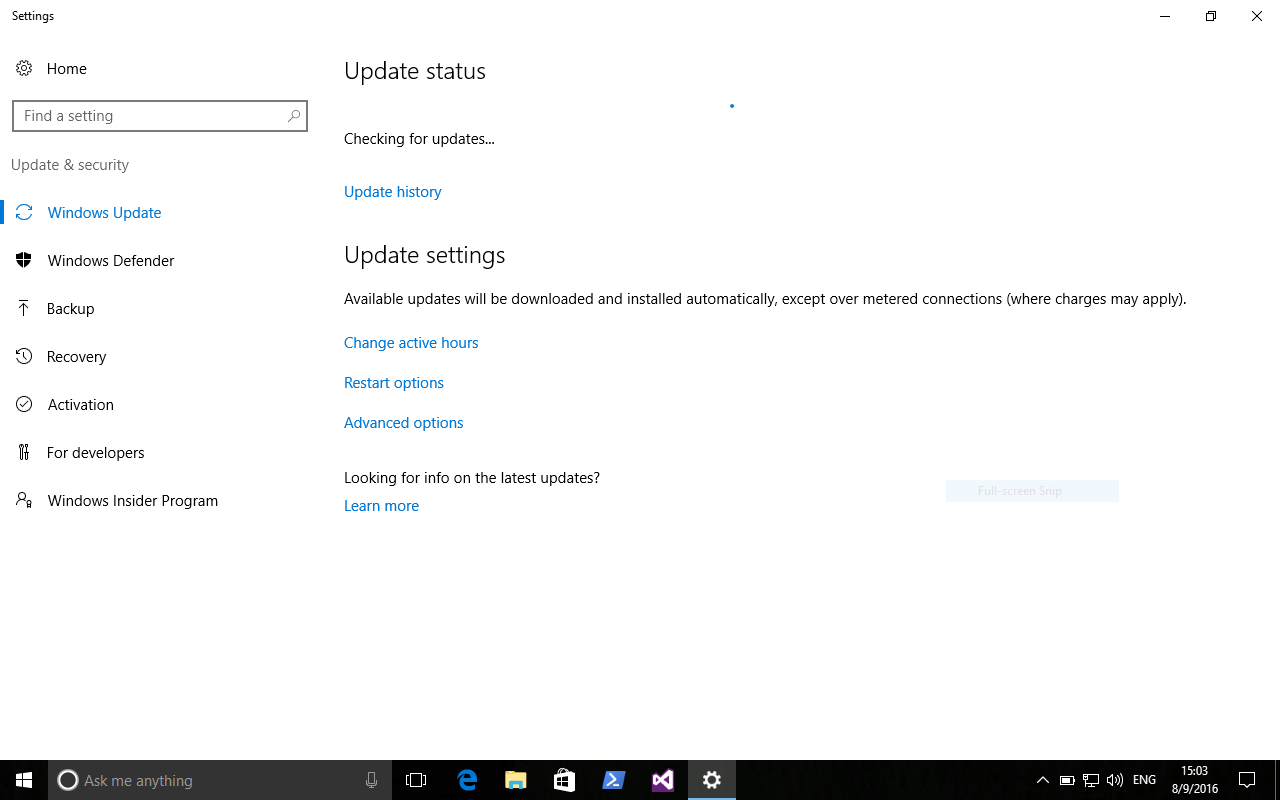 Settings
Home
Find a setting
Update & security
Windows Update
Windows Defender
Backup
Recovery
Activation
For developers
Windows Insider Program
Update status
Checking for updates...
Update history
Update settings
Available updates will be downloaded and installed automatically, except over metered connections (where charges may apply).
Change active hours
Restart options
Advanced options
Looking for info on the latest updates?
Learn more
Full-screen Snip
Ask me anything
ENG
15:03
8/9/2016